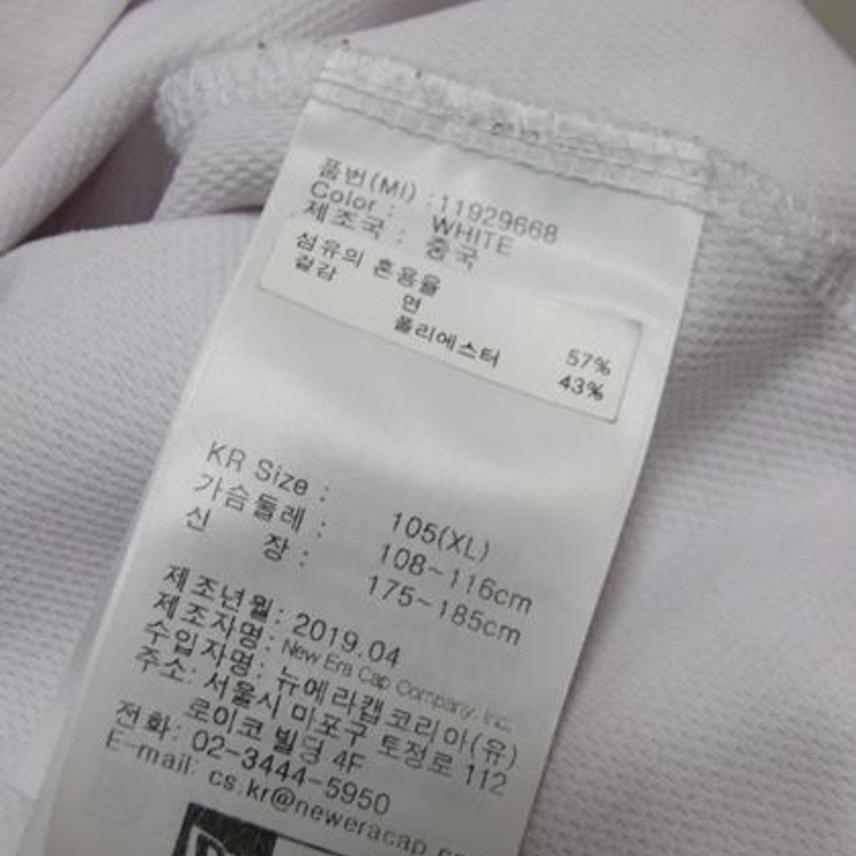 품번(MI) : 11929668
Color : WHITE
제조국 : 중국
섬유의 혼용율
겉감
면 57%
폴리에스터 43%
KR Size : 105(XL)
가슴둘레 : 108~116cm
신 장 : 175~185cm
제조년월: 2019.04
제조자명: New Era Cap Company, Inc.
수입자명: 뉴에라캡코리아(유)
주소: 서울시 마포구 토정로 112
로이코 빌딩 4F
전화: 02-3444-5950
E-mail: cs.kr@neweracap.